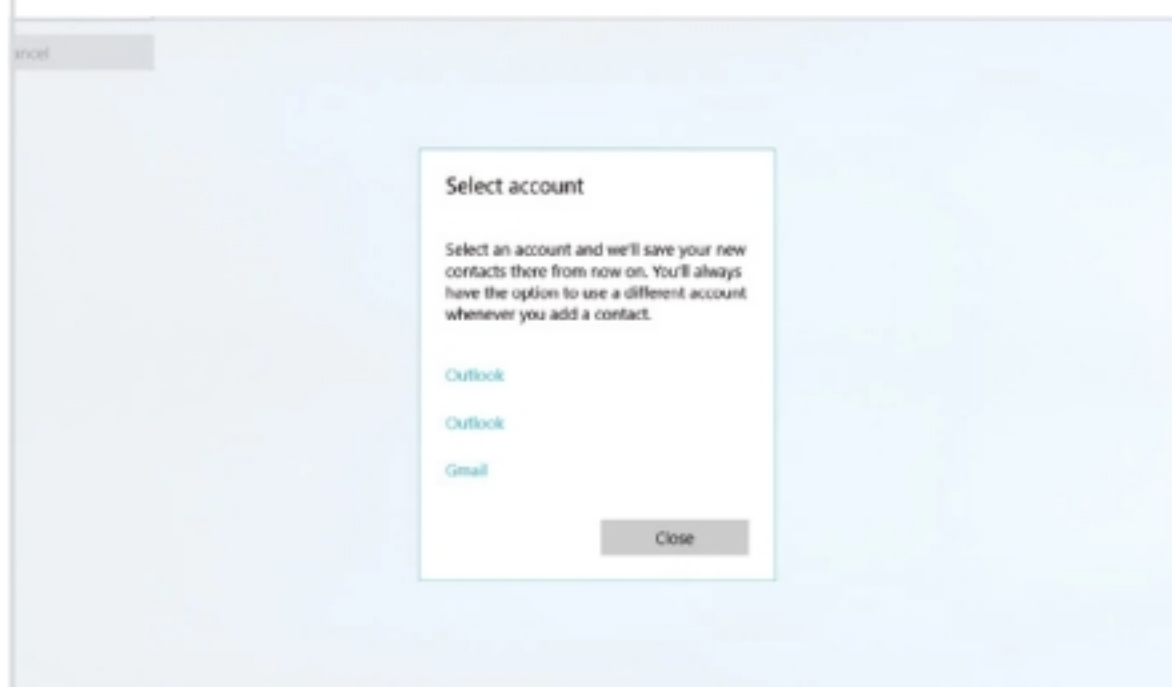 ancel
Select account
Select an account and we'll save your new
contacts there from now on. You'll always
have the option to use a different account
whenever you add a contact.
Outlook
Outlook
Gmail
Close